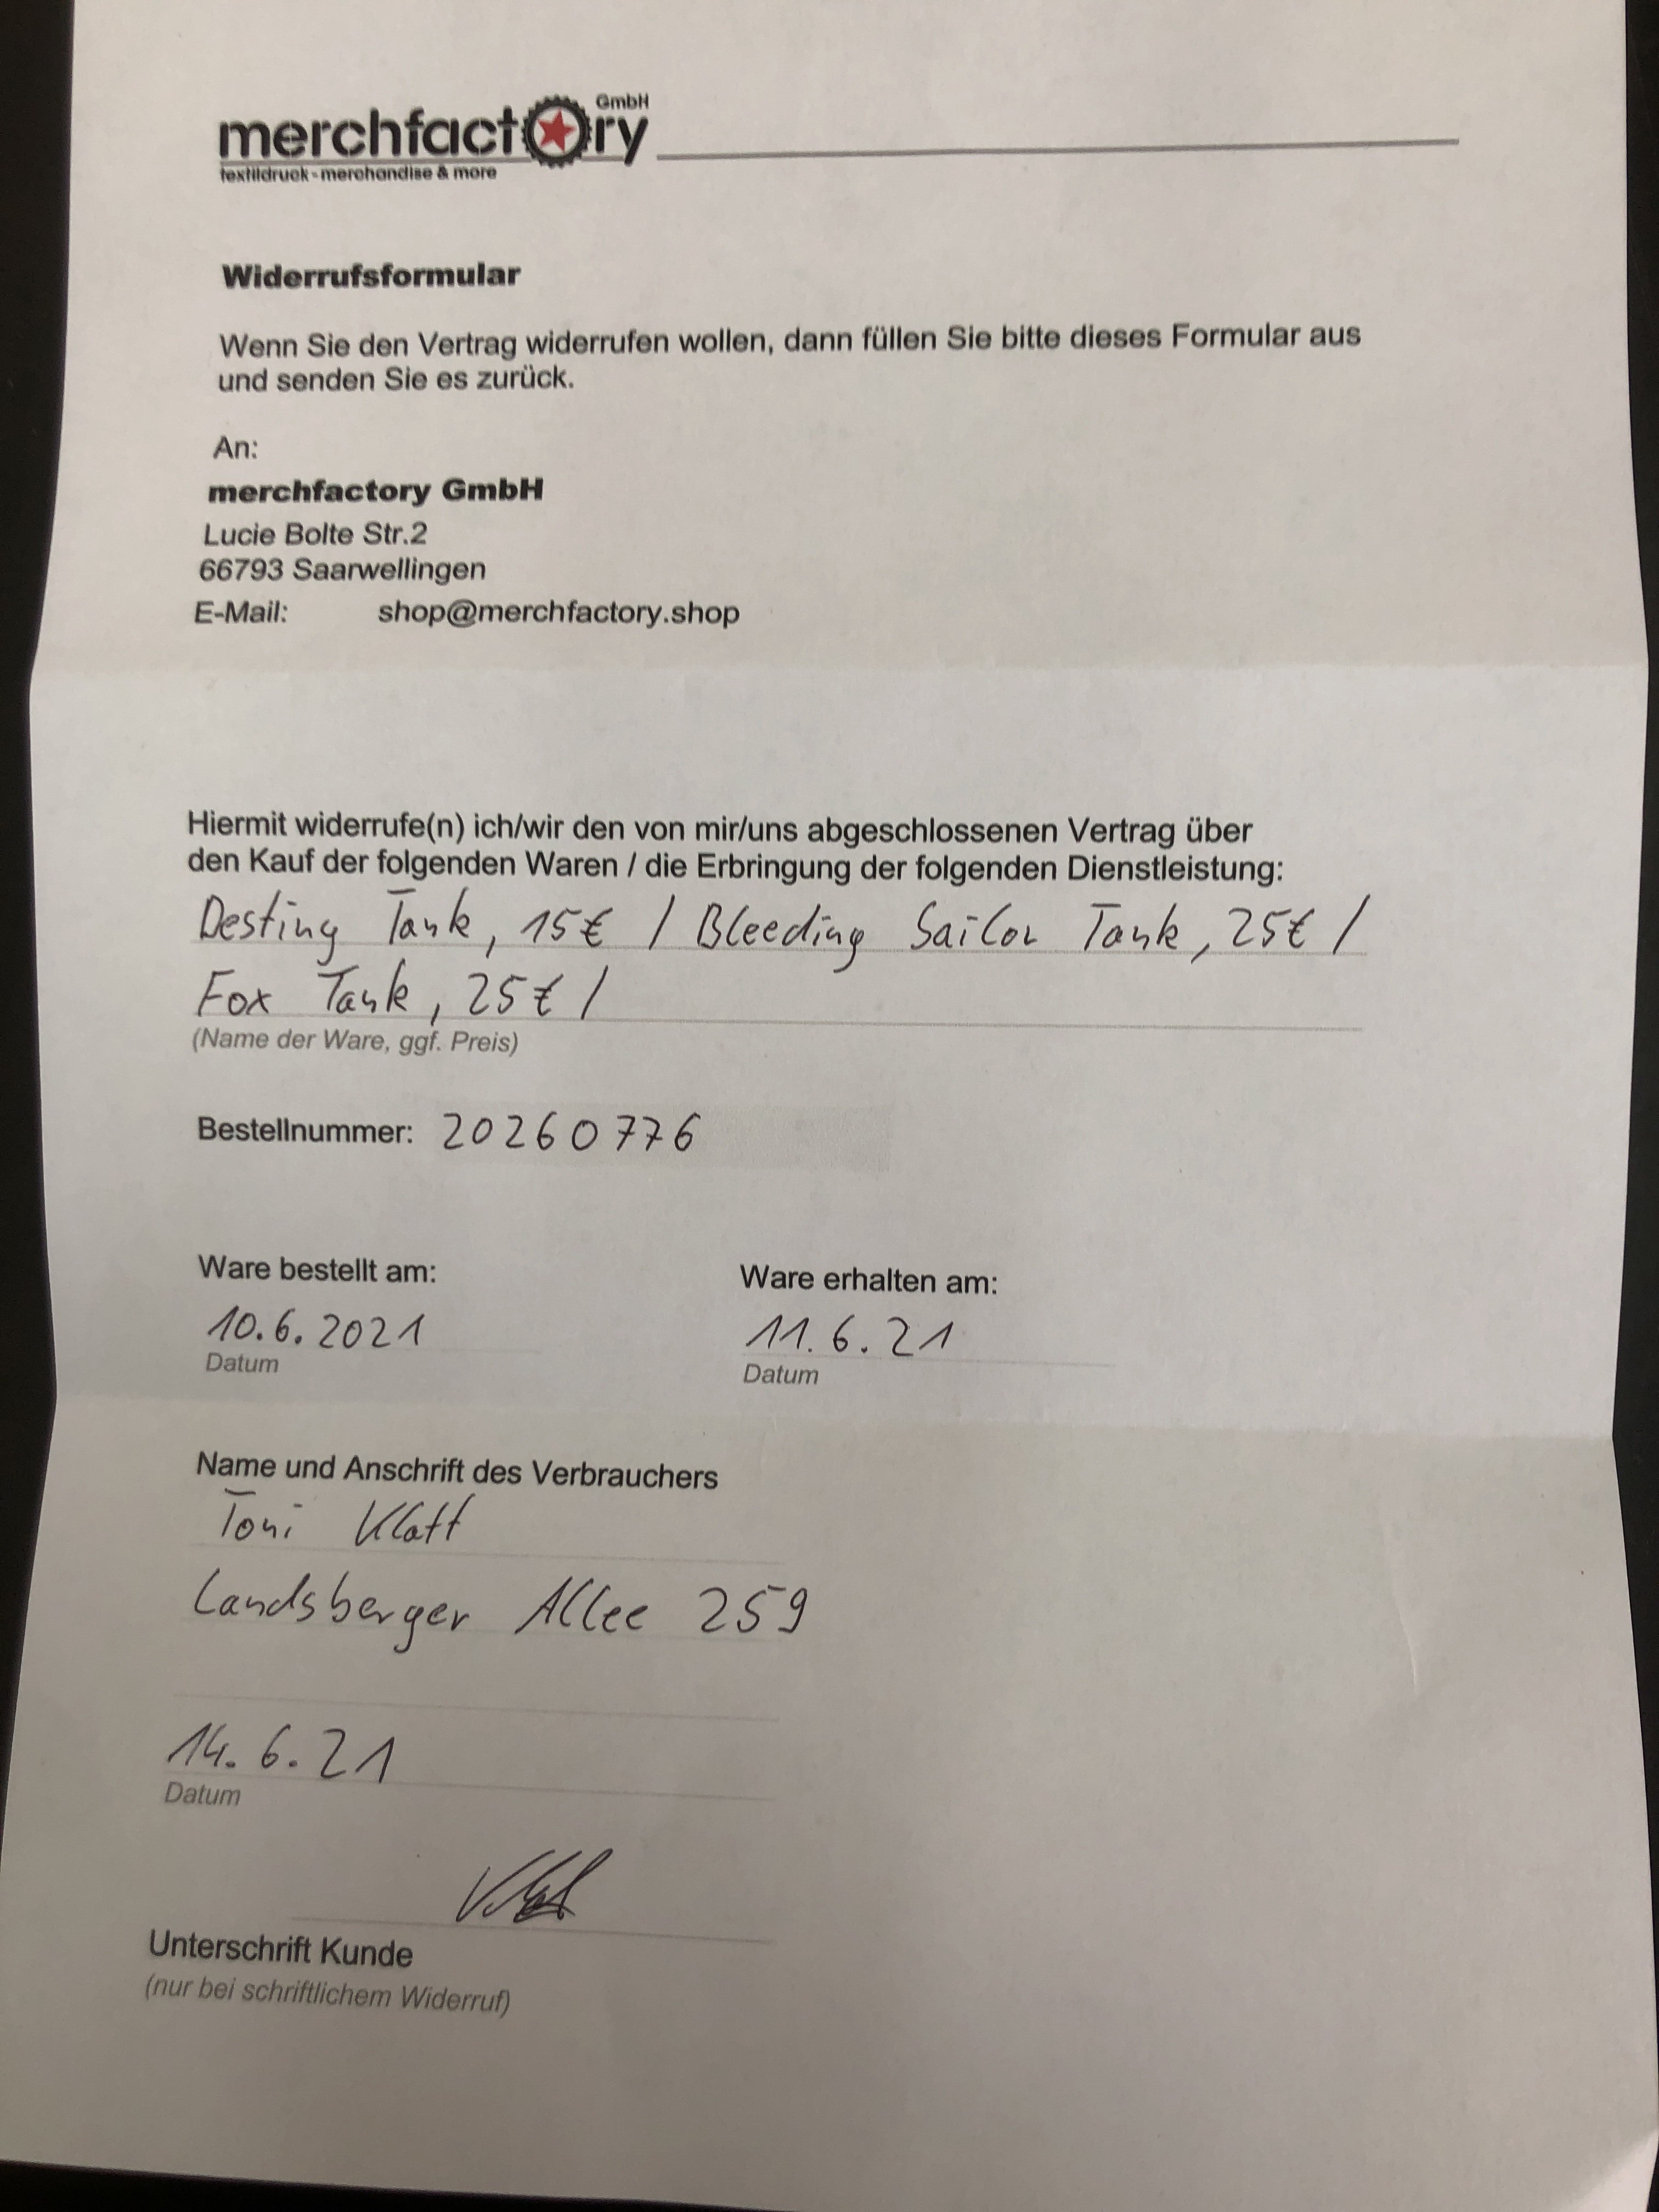 merchfactory GmbH
textildruck - merchandise & more
Widerrufsformular
Wenn Sie den Vertrag widerrufen wollen, dann füllen Sie bitte dieses Formular aus
und senden Sie es zurück.
An:
merchfactory GmbH
Lucie Bolte Str.2
66793 Saarwellingen
E-Mail: shop@merchfactory.shop
Hiermit widerrufe(n) ich/wir den von mir/uns abgeschlossenen Vertrag über
den Kauf der folgenden Waren / die Erbringung der folgenden Dienstleistung:
Destiny Tank, 15€ / Bleeding Sailor Tank, 25€ /
Fox Tank, 25€ /
(Name der Ware, ggf. Preis)
Bestellnummer: 20260776
Ware bestellt am: Ware erhalten am:
10.6.2021 11.6.21
Datum Datum
Name und Anschrift des Verbrauchers
Toni Klatt
Landsberger Allee 259
14.6.21
Datum
Unterschrift Kunde
(nur bei schriftlichem Widerruf)